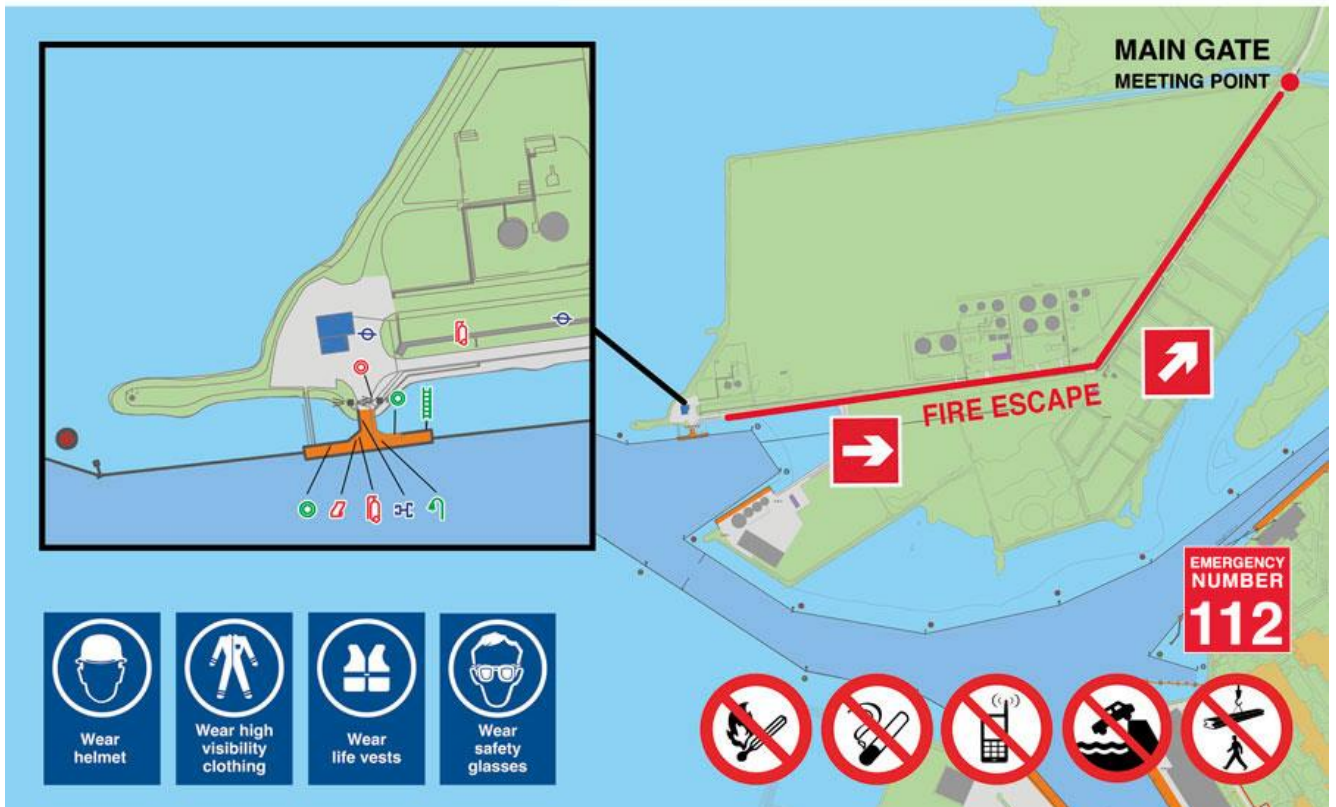 MAIN GATE
MEETING POINT
FIRE ESCAPE
EMERGENCY
NUMBER
112
Wear
helmet
Wear high
visibility
clothing
Wear
life vests
Wear
safety
glasses